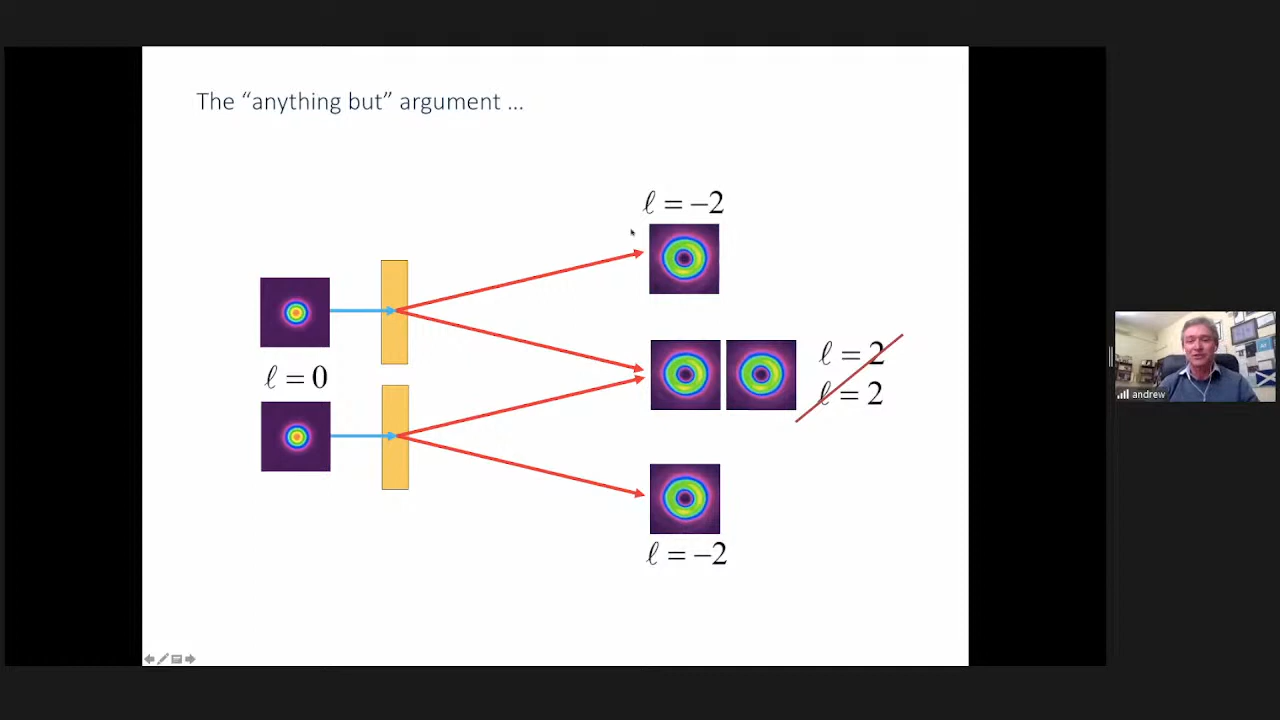 The “anything but” argument ...
ℓ = −2
ℓ = 2
ℓ = 2
ℓ = 0
ℓ = −2
andrew